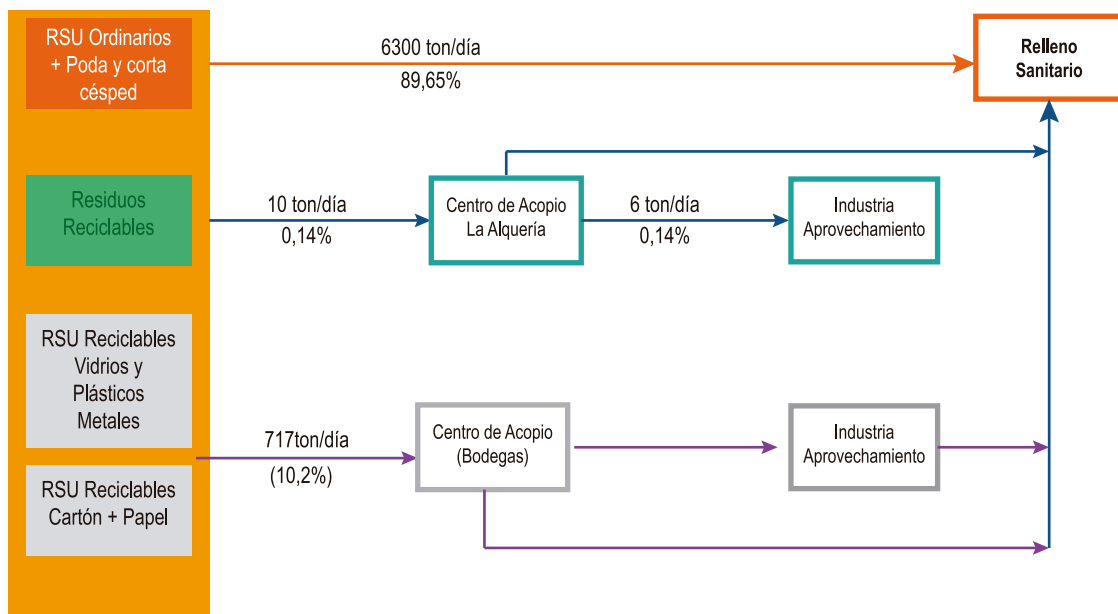 RSU Ordinarios
+ Poda y corta
césped
6300 ton/día
89,65%
Relleno
Sanitario
Residuos
Reciclables
10 ton/día
0,14%
Centro de Acopio
La Alquería
6 ton/día
0,14%
Industria
Aprovechamiento
RSU Reciclables
Vidrios y
Plásticos
Metales
717ton/día
(10,2%)
Centro de Acopio
(Bodegas)
Industria
Aprovechamiento
RSU Reciclables
Cartón + Papel